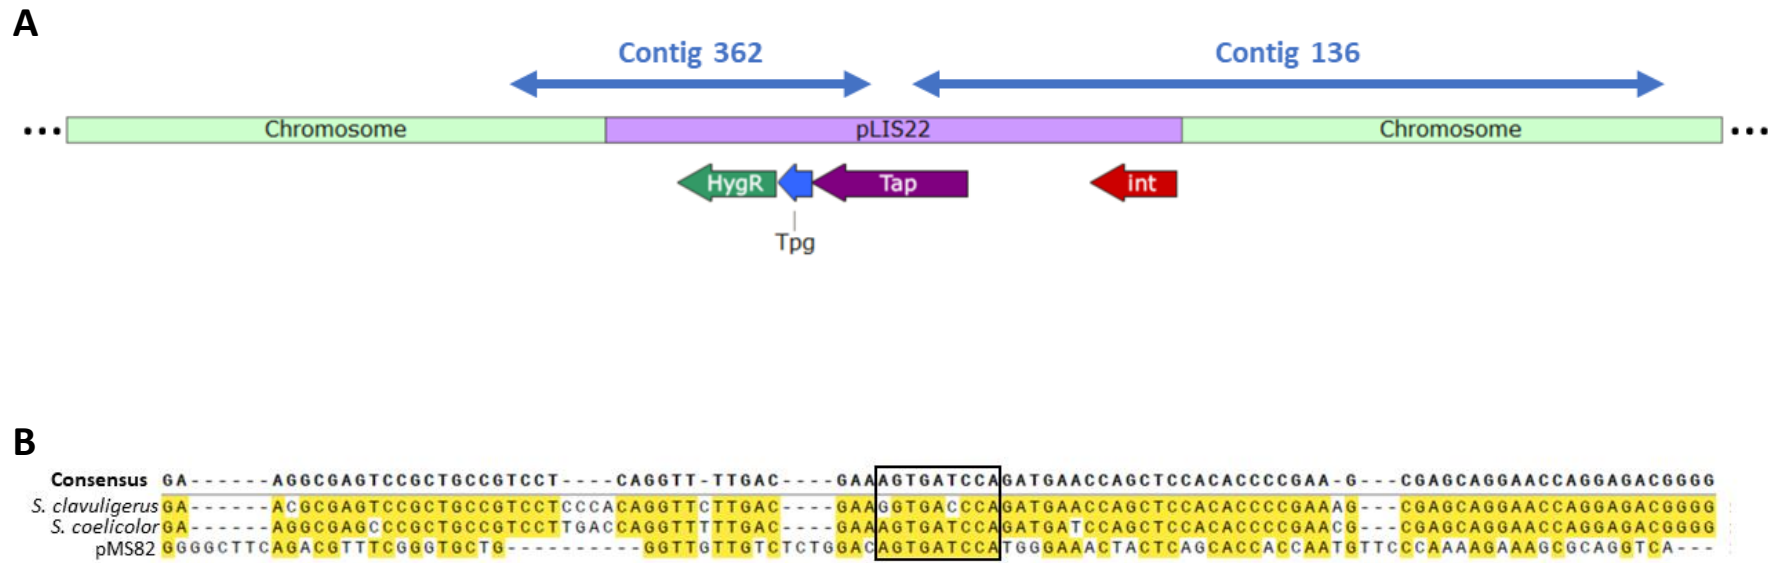 A
Contig 362
Contig 136
... Chromosome pLIS22 Chromosome ...
HygR Tap int
Tpg
B
Consensus GA------AGGCGAGTCCGCTGCCGTCCT----CAGGTT-TTGAC----GAAAGTGATCCAGATGAACCAGCTCCACACCCCGAA-G---CGAGCAGGAACCAGGAGACGGGG
S. clavuligerus GA------ACGCGAGTCCGCTGCCGTCCTCCCACAGGTTCTTGAC----GAAGGTGACCCAGATGAACCAGCTCCACACCCCGAAAG---CGAGCAGGAACCAGGAGACGGGG
S. coelicolor GA------AGGCGAGCCCGCTGCCGTCCTTGACCAGGTTTTTGAC----GAAAGTGATCCAGATGATCCAGCTCCACACCCCGAACG---CGAGCAGGAACCAGGAGACGGGG
pMS82 GGGGCTTCAGACGTTTCGGGTGCTG----------GGTTGTTGTCTCTGGACAGTGATCCATGGGAAACTACTCAGCACCACCAATGTTCCCAAAAGAAAGCGCAGGTCA---